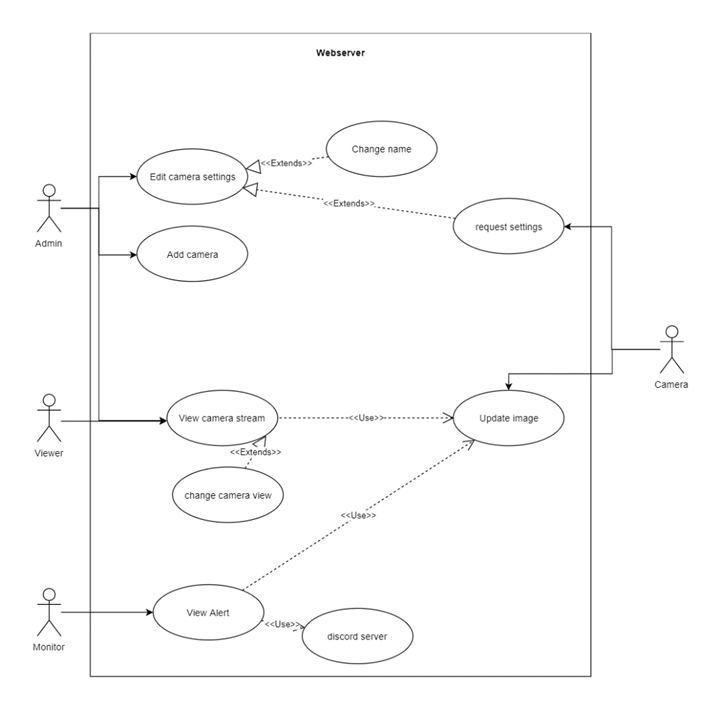 Webserver
Change name
<<Extends>>
Edit camera settings
<<Extends>>
request settings
Admin
Add camera
Camera
View camera stream
<<Use>>
Update image
Viewer
<<Extends>>
change camera view
<<Use>>
View Alert
<<Use>>
discord server
Monitor